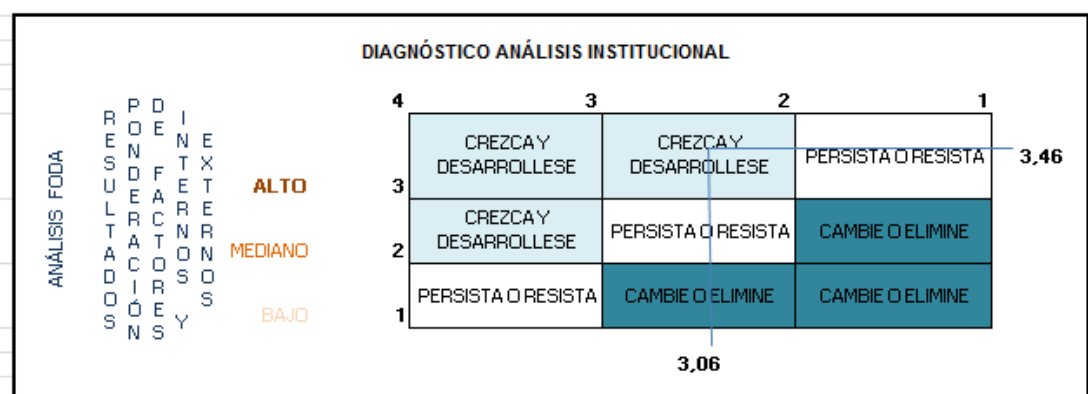 DIAGNÓSTICO ANÁLISIS INSTITUCIONAL
ANÁLISIS FODA
RESULTADOS
PONDERACIÓN
DE FACTORES
INTERNOS Y
EXTERNOS
4 3 2 1
CREZCA Y
DESARROLLESE
CREZCA Y
DESARROLLESE
PERSISTA O RESISTA
3,46
ALTO
3
CREZCA Y
DESARROLLESE
PERSISTA O RESISTA
CAMBIE O ELIMINE
MEDIANO
2
PERSISTA O RESISTA
CAMBIE O ELIMINE
CAMBIE O ELIMINE
BAJO
1
3,06